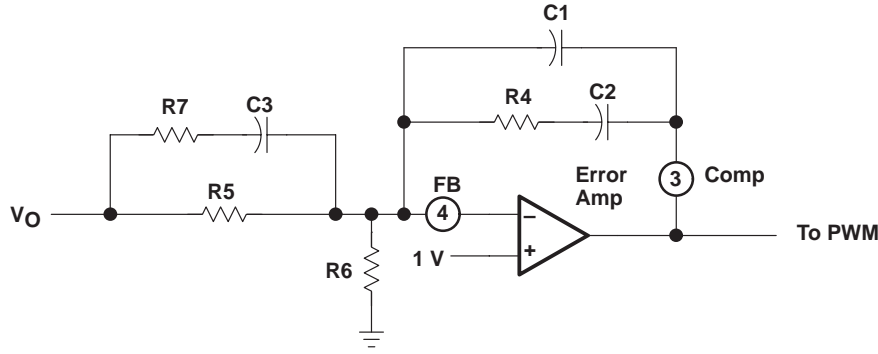 C1
R7
C3
R4
C2
R5
FB
4
Error
Amp
3
Comp
VO
R6
1 V
−
+
To PWM